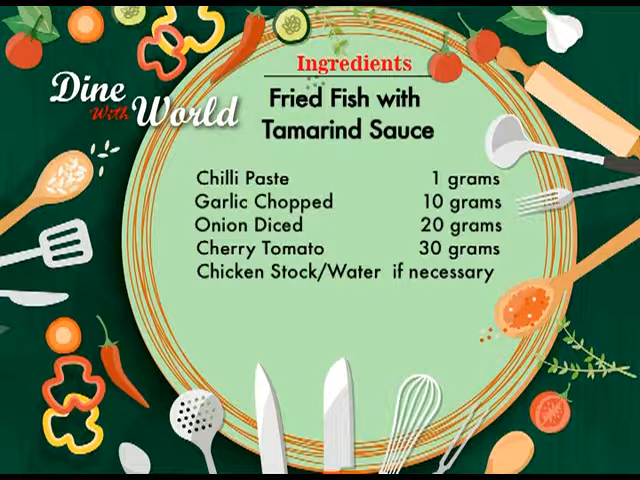 Dine
With World
Ingredients
Fried Fish with
Tamarind Sauce
Chilli Paste 1 grams
Garlic Chopped 10 grams
Onion Diced 20 grams
Cherry Tomato 30 grams
Chicken Stock/Water if necessary